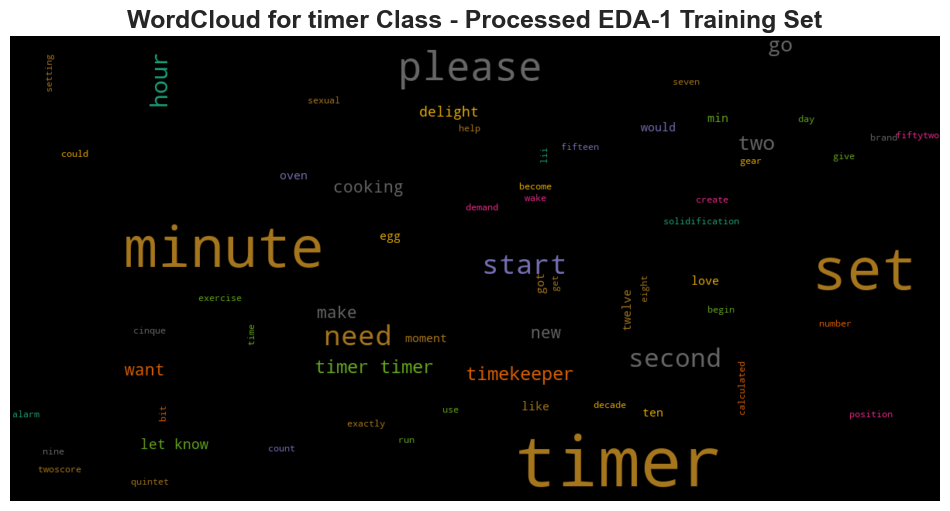 WordCloud for timer Class - Processed EDA-1 Training Set
go
please
setting
hour
seven
sexual
delight
min
day
help
would
brand
fiftytwo
two
could
lii
fifteen
give
gear
oven
cooking
become
wake
create
demand
solidification
egg
minute
start
set
got
get
eight
love
exercise
twelve
begin
make
number
cinque
time
need
moment
new
second
timer timer
want
timekeeper
calculated
alarm
bit
use
like
decade
ten
position
exactly
let know
count
run
nine
timer
twoscore
quintet